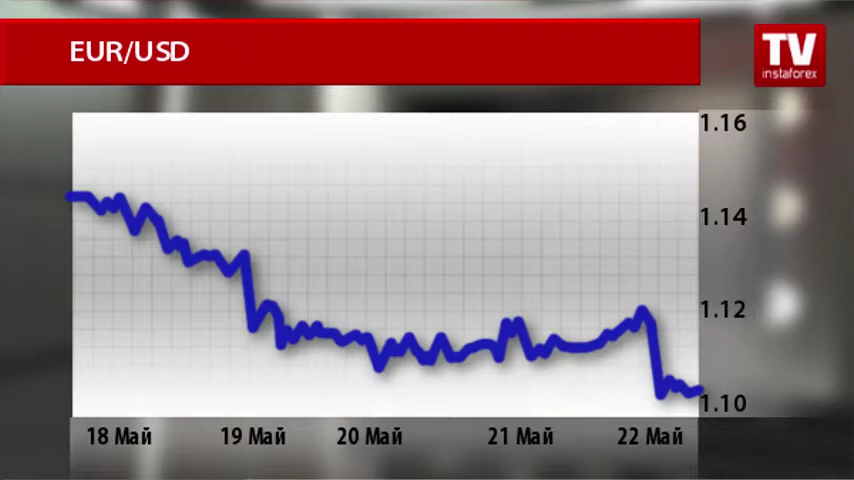 EUR/USD
TV
instaforex
1.16
1.14
1.12
1.10
18 Май
19 Май
20 Май
21 Май
22 Май